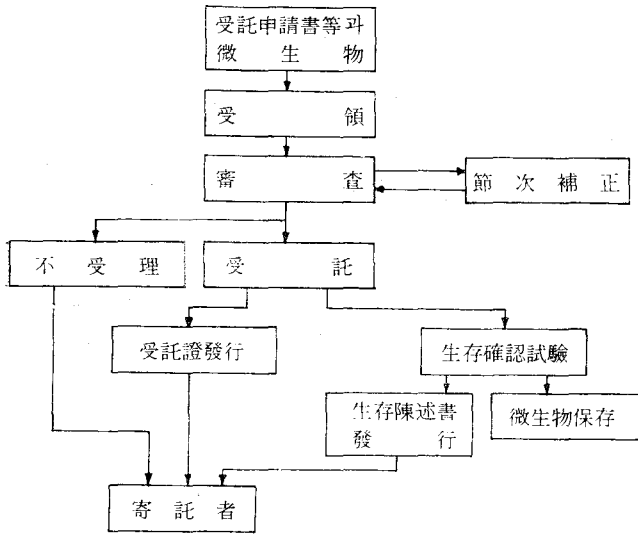 受託申請書等과
微生物
受領
審査
節次補正
不受理
受託
受託證發行
生存確認試驗
生存陳述書
發行
微生物保存
寄託者